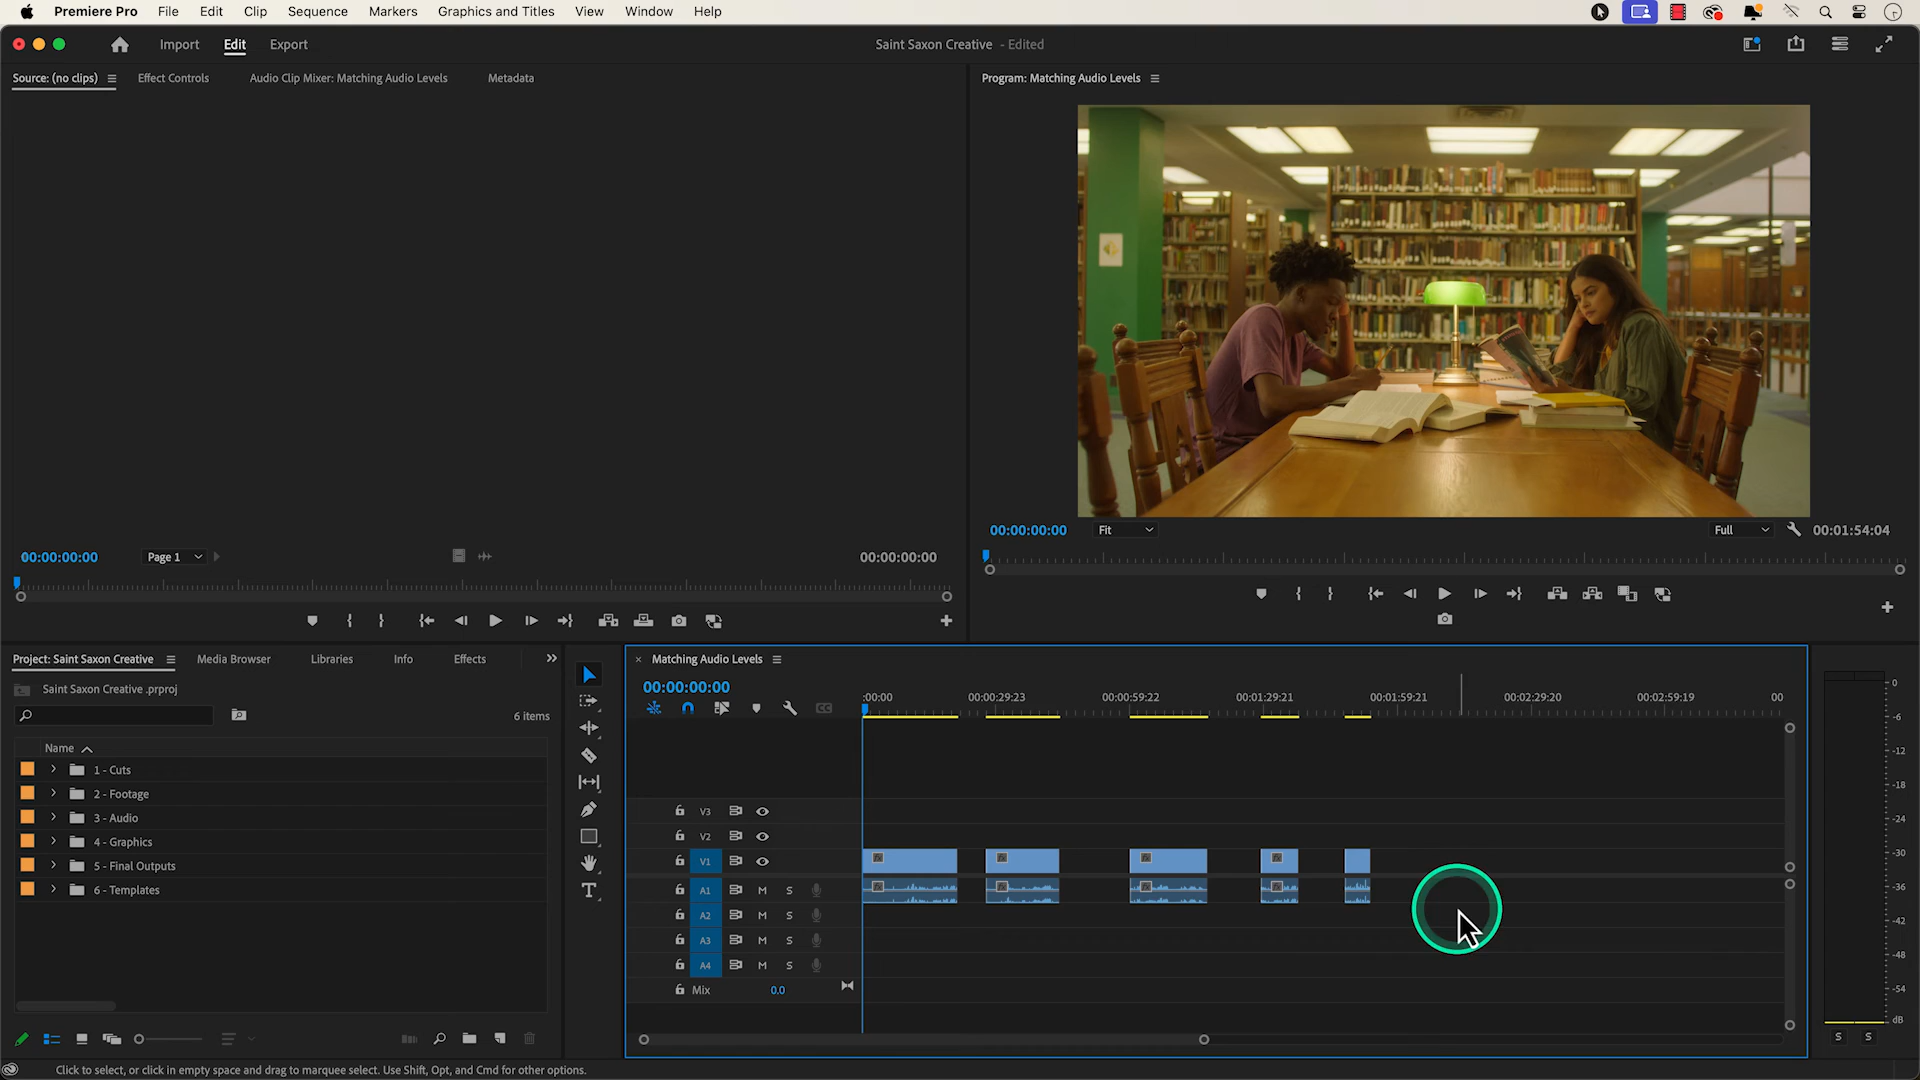 Premiere Pro File Edit Clip Sequence Markers Graphics and Titles View Window Help
Import Edit Export Saint Saxon Creative - Edited
Source: (no clips) Effect Controls Audio Clip Mixer: Matching Audio Levels Metadata
Program: Matching Audio Levels
00:00:00:00 Fit Full 00:01:54:04
00:00:00:00 Page 1 00:00:00:00
Project: Saint Saxon Creative Media Browser Libraries Info Effects
Saint Saxon Creative .prproj
6 items
Name
1 - Cuts
2 - Footage
3 - Audio
4 - Graphics
5 - Final Outputs
6 - Templates
Matching Audio Levels
00:00:00:00
:00:00 00:00:29:23 00:00:59:22 00:01:29:21 00:01:59:21 00:02:29:20 00:02:59:19 00
V3
V2
V1
A1 M S
A2 M S
A3 M S
A4 M S
Mix 0.0
fx fx fx fx
fx fx fx fx
0
-6
-12
-18
-24
-30
-36
-42
-48
-54
dB
S S
Click to select, or click in empty space and drag to marquee select. Use Shift, Opt, and Cmd for other options.